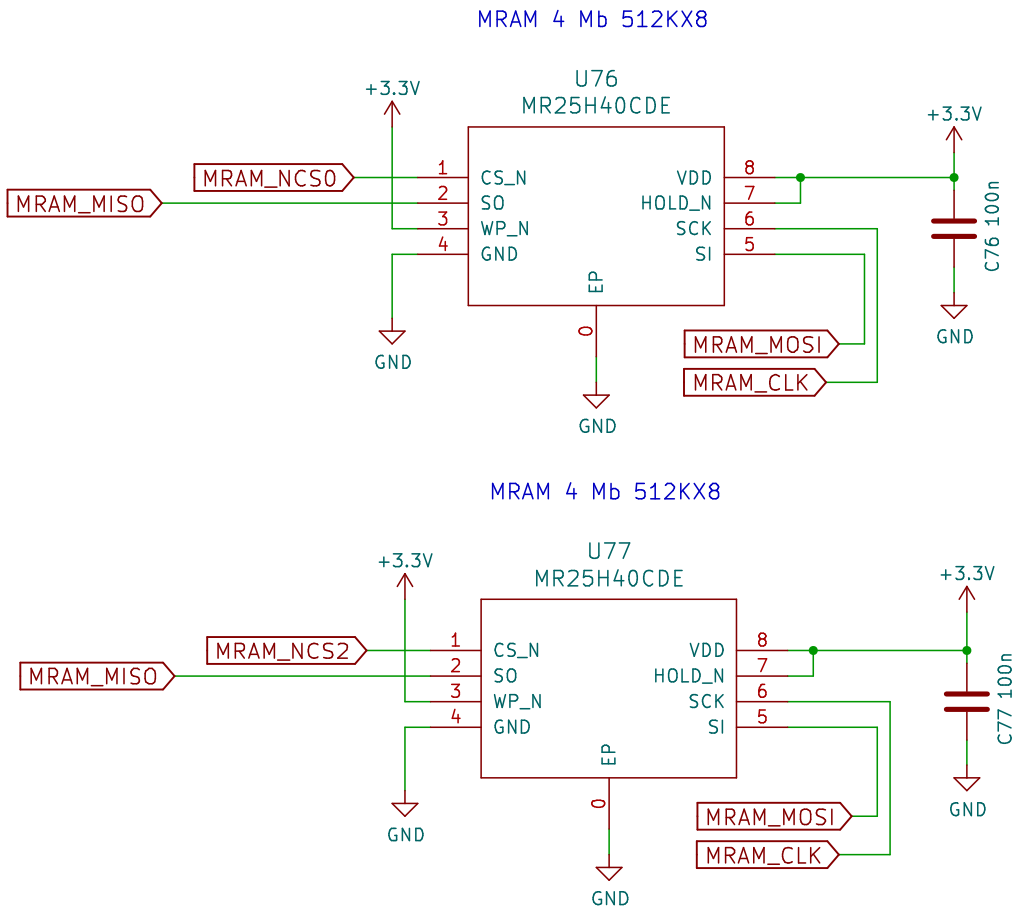 MRAM 4 Mb 512KX8
U76
MR25H40CDE
+3.3V
+3.3V
MRAM_NCS0
1
CS_N
VDD
8
MRAM_MISO
2
SO
HOLD_N
7
3
WP_N
SCK
6
4
GND
SI
5
C76 100n
EP
0
MRAM_MOSI
GND
GND
MRAM_CLK
GND
MRAM 4 Mb 512KX8
U77
MR25H40CDE
+3.3V
+3.3V
MRAM_NCS2
1
CS_N
VDD
8
MRAM_MISO
2
SO
HOLD_N
7
3
WP_N
SCK
6
4
GND
SI
5
C77 100n
EP
0
MRAM_MOSI
GND
GND
MRAM_CLK
GND